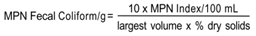 MPN Fecal Coliform/g = 10 x MPN Index/100 mL
largest volume x % dry solids